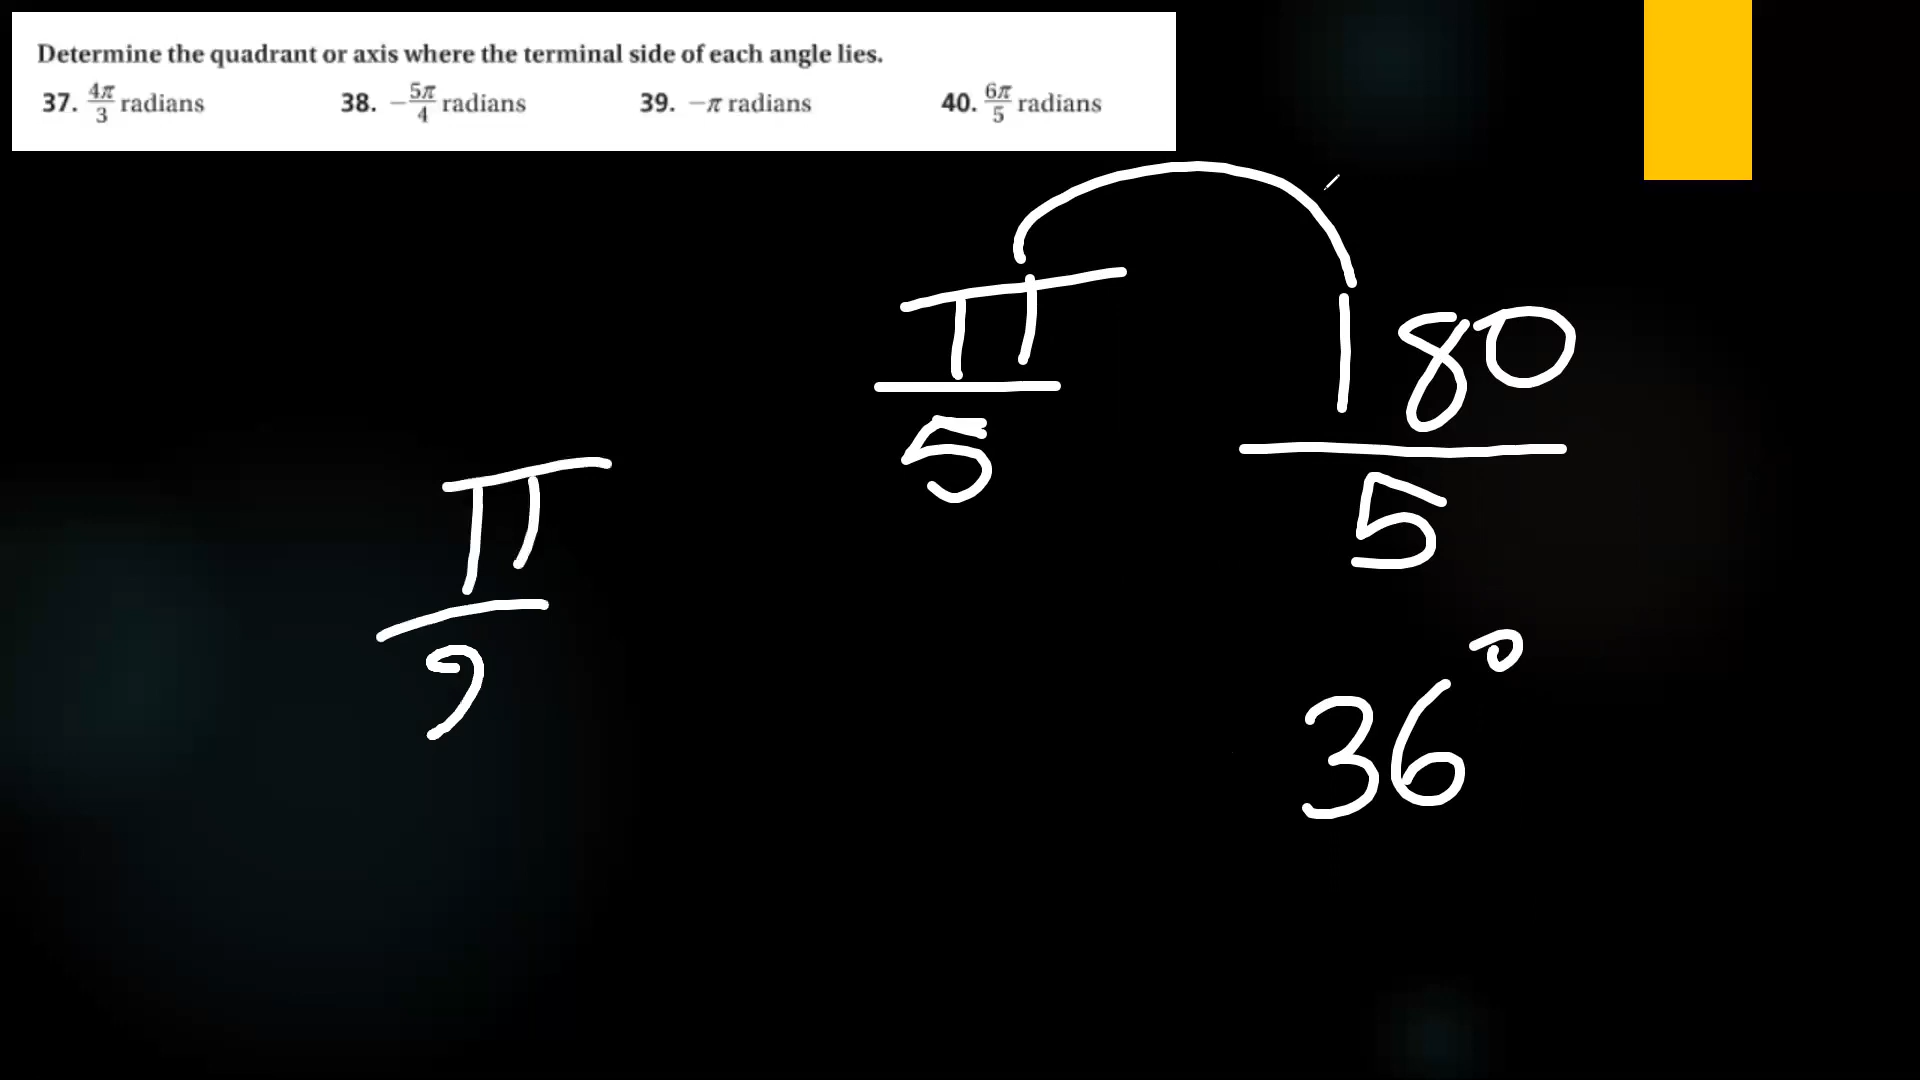 Determine the quadrant or axis where the terminal side of each angle lies.
37. 4π/3 radians 38. -5π/4 radians 39. -π radians 40. 6π/5 radians
π/5 180/5
π/9
36°